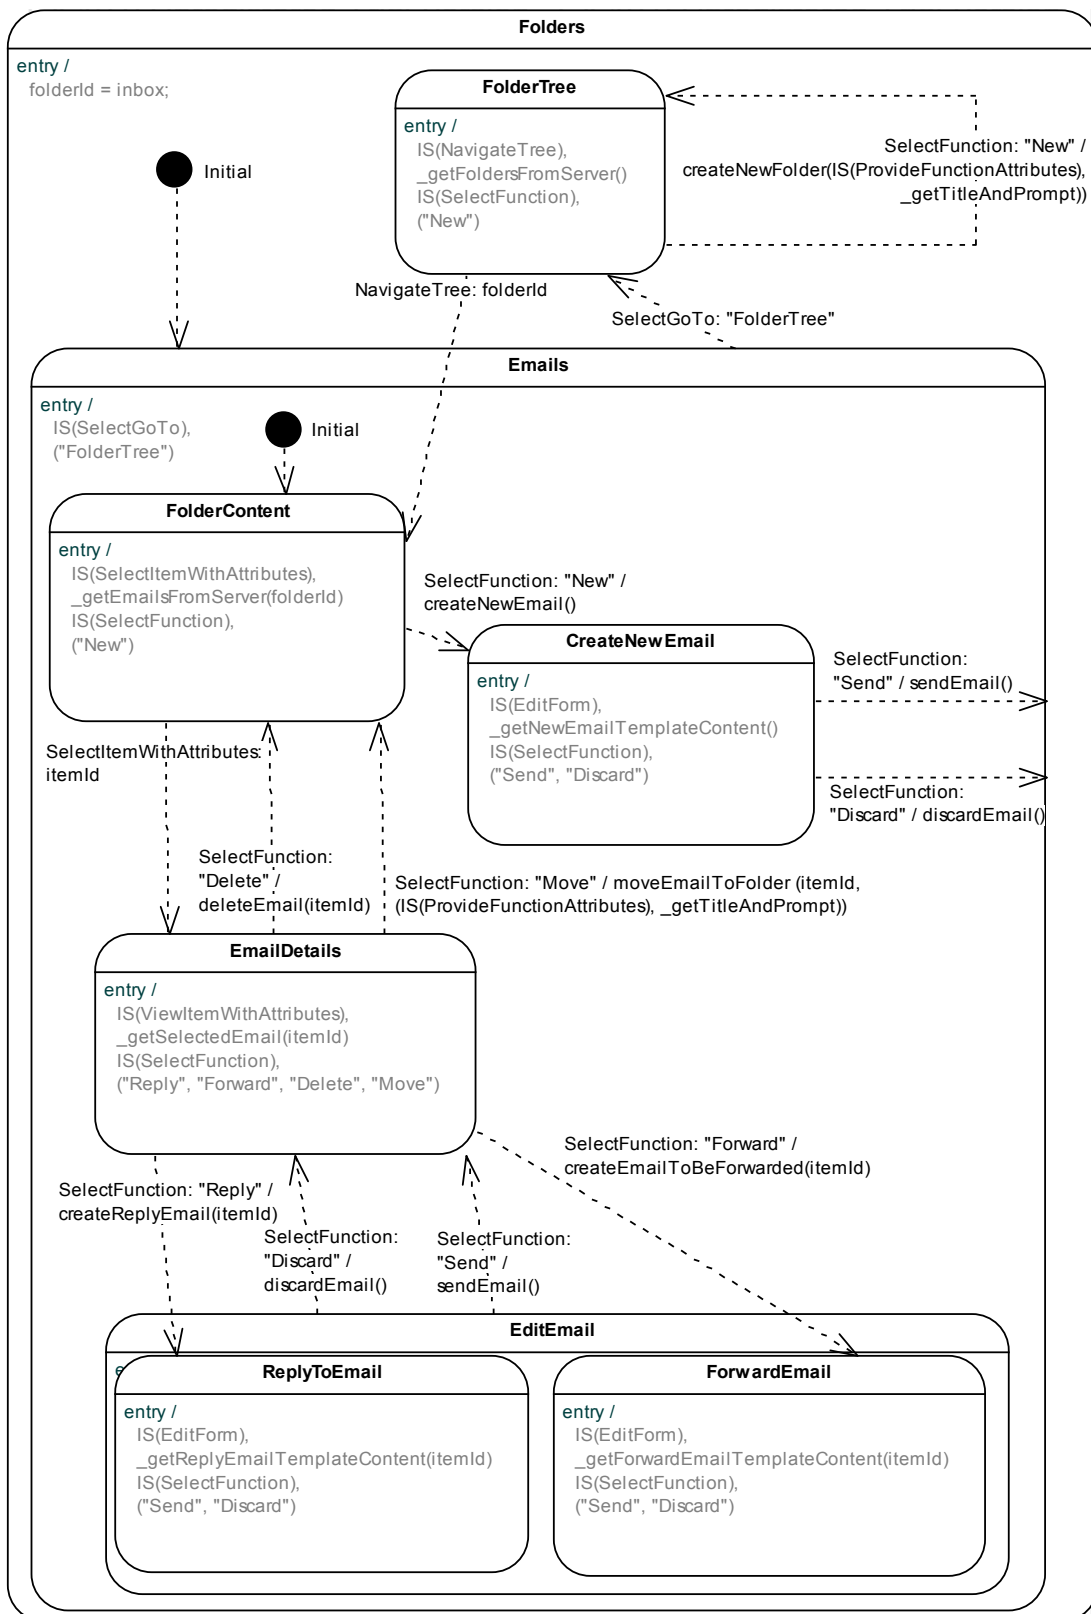 Folders
entry /
folderId = inbox;
Initial
FolderTree
entry /
IS(NavigateTree),
_getFoldersFromServer()
IS(SelectFunction),
("New")
SelectFunction: "New" /
createNewFolder(IS(ProvideFunctionAttributes),
_getTitleAndPrompt))
NavigateTree: folderId
SelectGoTo: "FolderTree"
Emails
entry /
IS(SelectGoTo),
("FolderTree")
Initial
FolderContent
entry /
IS(SelectItemWithAttributes),
_getEmailsFromServer(folderId)
IS(SelectFunction),
("New")
SelectFunction: "New" /
createNewEmail()
CreateNewEmail
entry /
IS(EditForm),
_getNewEmailTemplateContent()
IS(SelectFunction),
("Send", "Discard")
SelectFunction:
"Send" / sendEmail()
SelectFunction:
"Discard" / discardEmail()
SelectItemWithAttributes:
itemId
SelectFunction:
"Delete" /
deleteEmail(itemId)
SelectFunction: "Move" / moveEmailToFolder (itemId,
(IS(ProvideFunctionAttributes), _getTitleAndPrompt))
EmailDetails
entry /
IS(ViewItemWithAttributes),
_getSelectedEmail(itemId)
IS(SelectFunction),
("Reply", "Forward", "Delete", "Move")
SelectFunction: "Reply" /
createReplyEmail(itemId)
SelectFunction:
"Discard" /
discardEmail()
SelectFunction:
"Send" /
sendEmail()
SelectFunction: "Forward" /
createEmailToBeForwarded(itemId)
EditEmail
ReplyToEmail
entry /
IS(EditForm),
_getReplyEmailTemplateContent(itemId)
IS(SelectFunction),
("Send", "Discard")
ForwardEmail
entry /
IS(EditForm),
_getForwardEmailTemplateContent(itemId)
IS(SelectFunction),
("Send", "Discard")